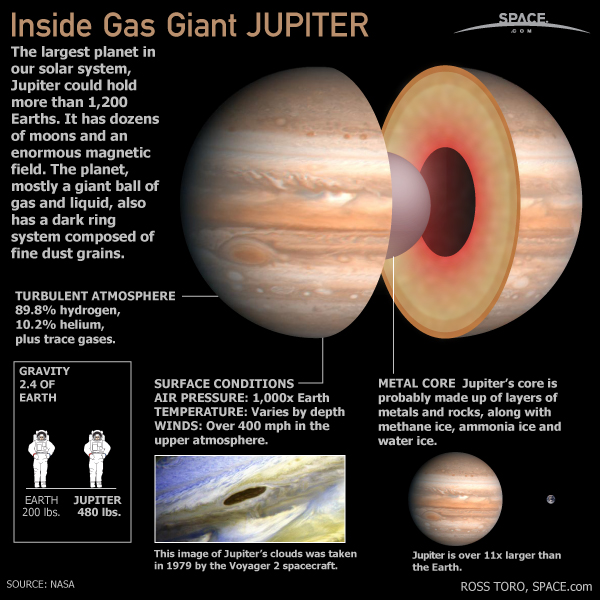 Inside Gas Giant JUPITER
SPACE
.COM
The largest planet in
our solar system,
Jupiter could hold
more than 1,200
Earths. It has dozens
of moons and an
enormous magnetic
field. The planet,
mostly a giant ball of
gas and liquid, also
has a dark ring
system composed of
fine dust grains.
TURBULENT ATMOSPHERE
89.8% hydrogen,
10.2% helium,
plus trace gases.
GRAVITY
2.4 OF
EARTH
EARTH
200 lbs.
JUPITER
480 lbs.
SURFACE CONDITIONS
AIR PRESSURE: 1,000x Earth
TEMPERATURE: Varies by depth
WINDS: Over 400 mph in the
upper atmosphere.
METAL CORE Jupiter's core is
probably made up of layers of
metals and rocks, along with
methane ice, ammonia ice and
water ice.
This image of Jupiter's clouds was taken
in 1979 by the Voyager 2 spacecraft.
Jupiter is over 11x larger than
the Earth.
SOURCE: NASA
ROSS TORO, SPACE.com